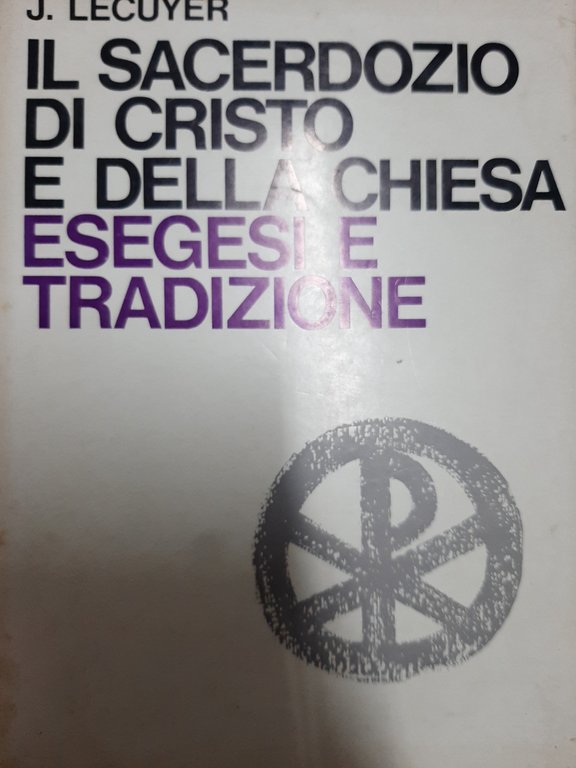 J. LECUYER
IL SACERDOZIO
DI CRISTO
E DELLA CHIESA
ESEGESI E
TRADIZIONE